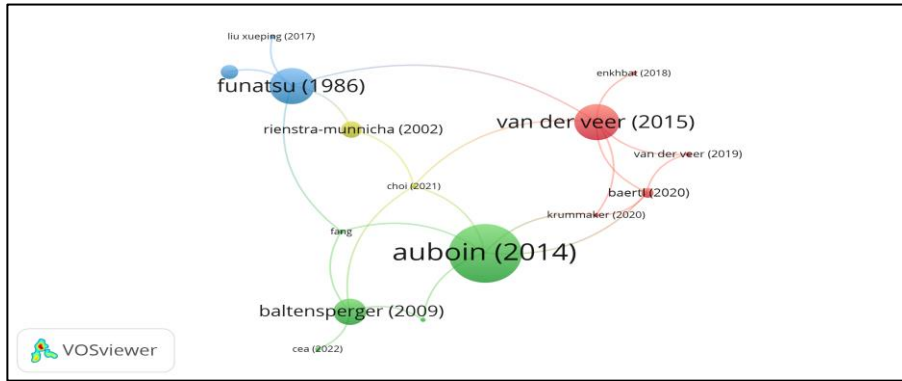 liu xueping (2017)
enkhbat (2018)
funatsu (1986)
van der veer (2015)
rienstra-munnicha (2002)
van der veer (2019)
choi (2021)
baertl (2020)
krummaker (2020)
fang
auboin (2014)
baltensperger (2009)
cea (2022)
VOSviewer